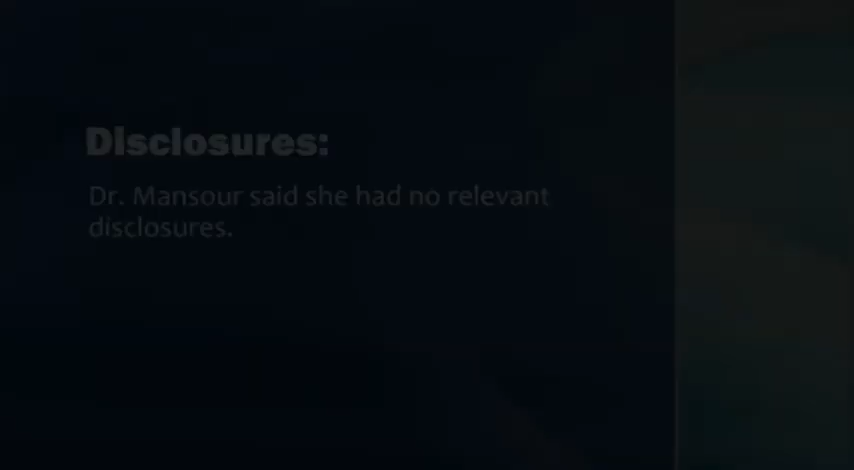 Disclosures:
Dr. Mansour said she had no relevant
disclosures.